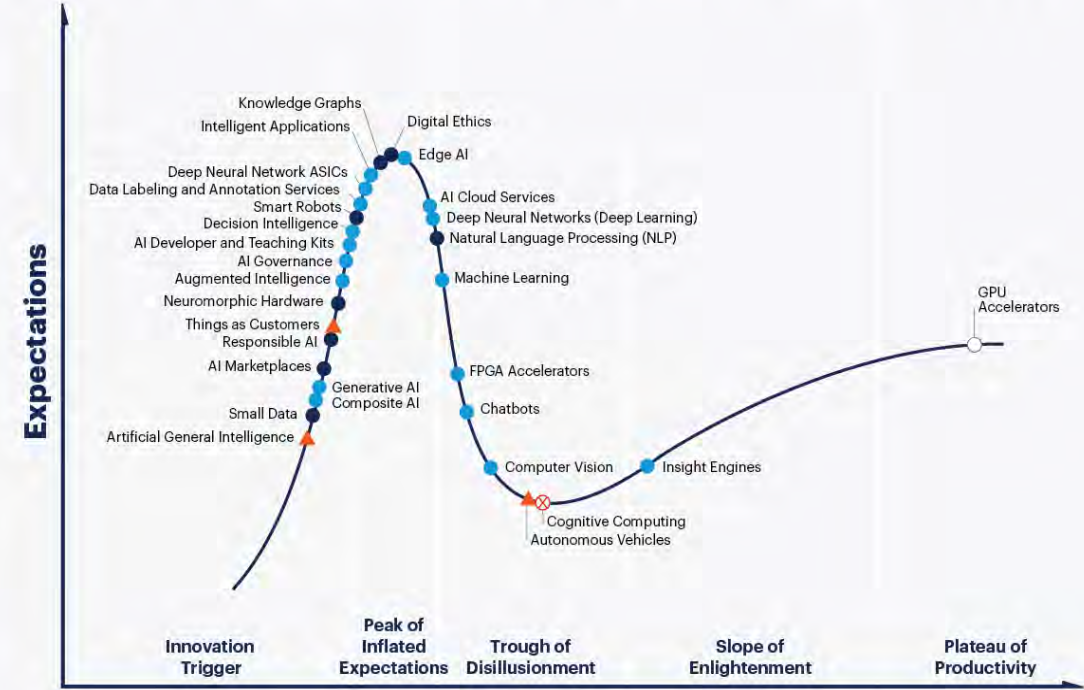 Expectations
Knowledge Graphs
Intelligent Applications
Deep Neural Network ASICs
Data Labeling and Annotation Services
Smart Robots
Decision Intelligence
AI Developer and Teaching Kits
AI Governance
Augmented Intelligence
Neuromorphic Hardware
Things as Customers
Responsible AI
AI Marketplaces
Generative AI
Composite AI
Small Data
Artificial General Intelligence
Digital Ethics
Edge AI
AI Cloud Services
Deep Neural Networks (Deep Learning)
Natural Language Processing (NLP)
Machine Learning
FPGA Accelerators
Chatbots
Computer Vision
Cognitive Computing
Autonomous Vehicles
Insight Engines
GPU
Accelerators
Innovation
Trigger
Peak of
Inflated
Expectations
Trough of
Disillusionment
Slope of
Enlightenment
Plateau of
Productivity